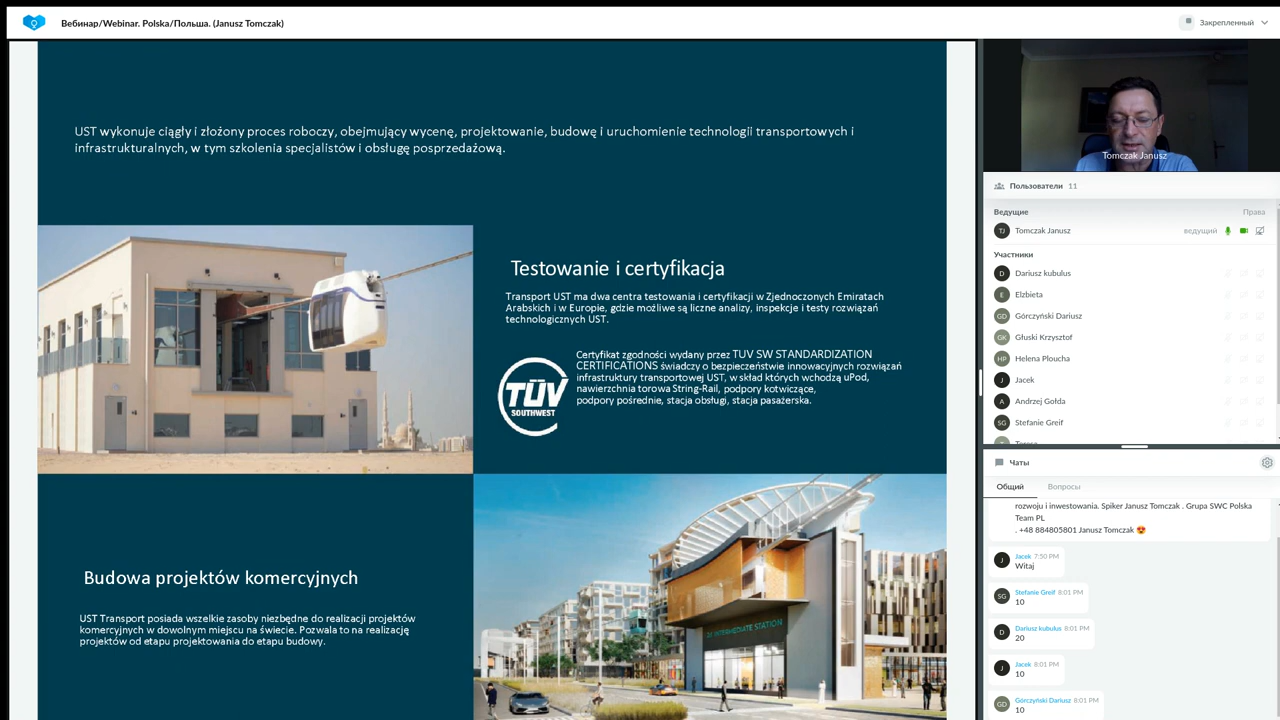 Вебинар/Webinar. Polska/Польша. (Janusz Tomczak)
Закрепленный
UST wykonuje ciągły i złożony proces roboczy, obejmujący wycenę, projektowanie, budowę i uruchomienie technologii transportowych i
infrastrukturalnych, w tym szkolenia specjalistów i obsługę posprzedażową.
Testowanie i certyfikacja
Transport UST ma dwa centra testowania i certyfikacji w Zjednoczonych Emiratach
Arabskich i w Europie, gdzie możliwe są liczne analizy, inspekcje i testy rozwiązań
technologicznych UST.
TÜV
SOUTHWEST
Certyfikat zgodności wydany przez TUV SW STANDARDIZATION
CERTIFICATIONS świadczy o bezpieczeństwie innowacyjnych rozwiązań
infrastruktury transportowej UST, w skład których wchodzą uPod,
nawierzchnia torowa String-Rail, podpory kotwiczące,
podpory pośrednie, stacja obsługi, stacja pasażerska.
Budowa projektów komercyjnych
UST Transport posiada wszelkie zasoby niezbędne do realizacji projektów
komercyjnych w dowolnym miejscu na świecie. Pozwala to na realizację
projektów od etapu projektowania do etapu budowy.
INTERMEDIATE STATION
Tomczak Janusz
Пользователи 11
Ведущие Права
TJ Tomczak Janusz ведущий
Участники
D Dariusz kubulus
E Elzbieta
GD Górczyński Dariusz
GK Głuski Krzysztof
HP Helena Ploucha
J Jacek
A Andrzej Gołda
SG Stefanie Greif
Чаты
Общий Вопросы
rozwoju i inwestowania. Spiker Janusz Tomczak . Grupa SWC Polska
Team PL
. +48 884805801 Janusz Tomczak 😍
J Jacek 7:50 PM
Witaj
SG Stefanie Greif 8:01 PM
10
D Dariusz kubulus 8:01 PM
20
J Jacek 8:01 PM
10
GD Górczyński Dariusz 8:01 PM
10